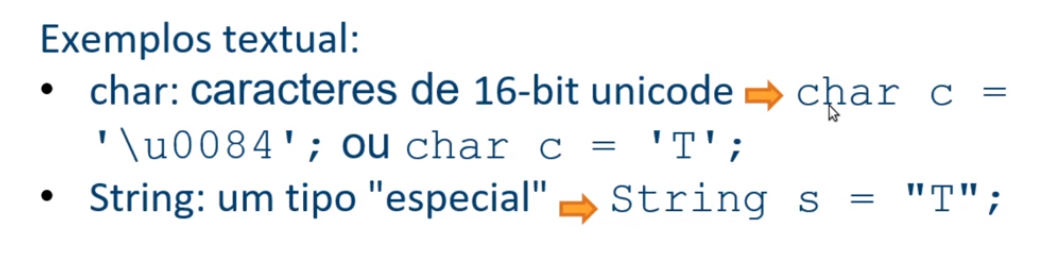 Exemplos textual:
• char: caracteres de 16-bit unicode ➡ char c =
'\u0084'; ou char c = 'T';
• String: um tipo "especial" ➡ String s = "T";